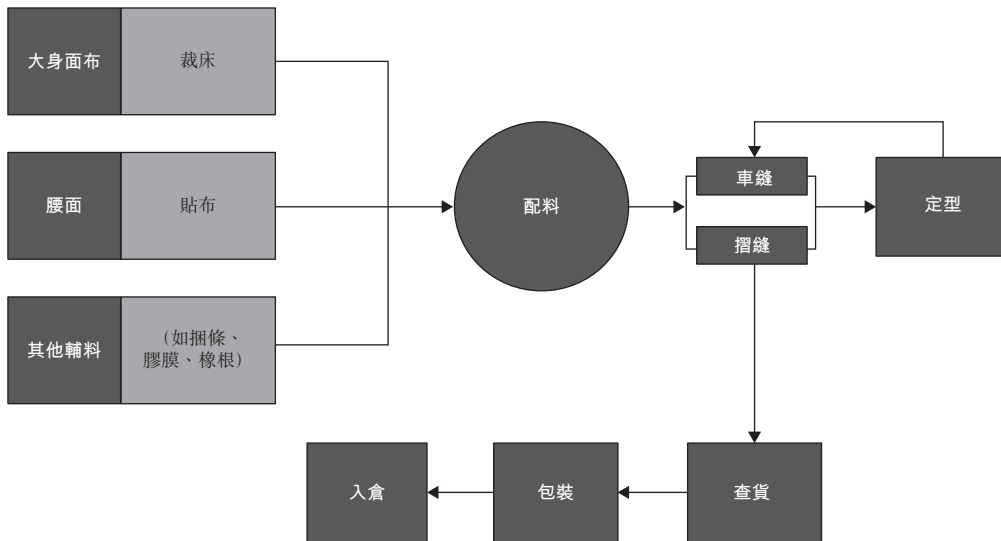 大身面布
裁床
腰面
貼布
其他輔料
(如捆條、
膠膜、橡根)
配料
車縫
摺縫
定型
查貨
包裝
入倉